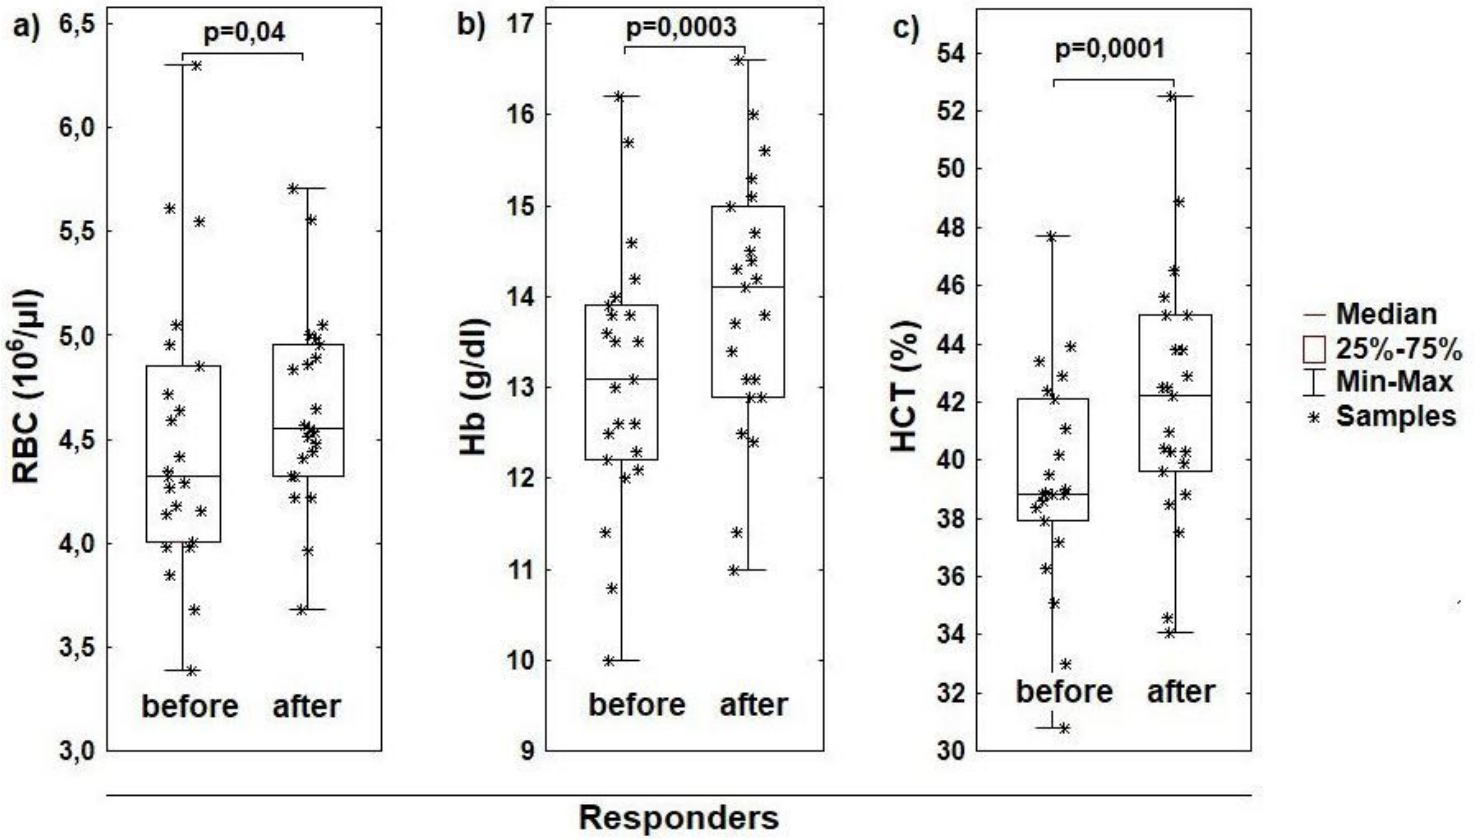 a)
p=0,04
6,5
6,0
5,5
5,0
4,5
4,0
3,5
3,0
RBC (10⁶/µl)
before after
b)
p=0,0003
17
16
15
14
13
12
11
10
9
Hb (g/dl)
before after
c)
p=0,0001
54
52
50
48
46
44
42
40
38
36
34
32
30
HCT (%)
before after
Median
25%-75%
Min-Max
Samples
Responders